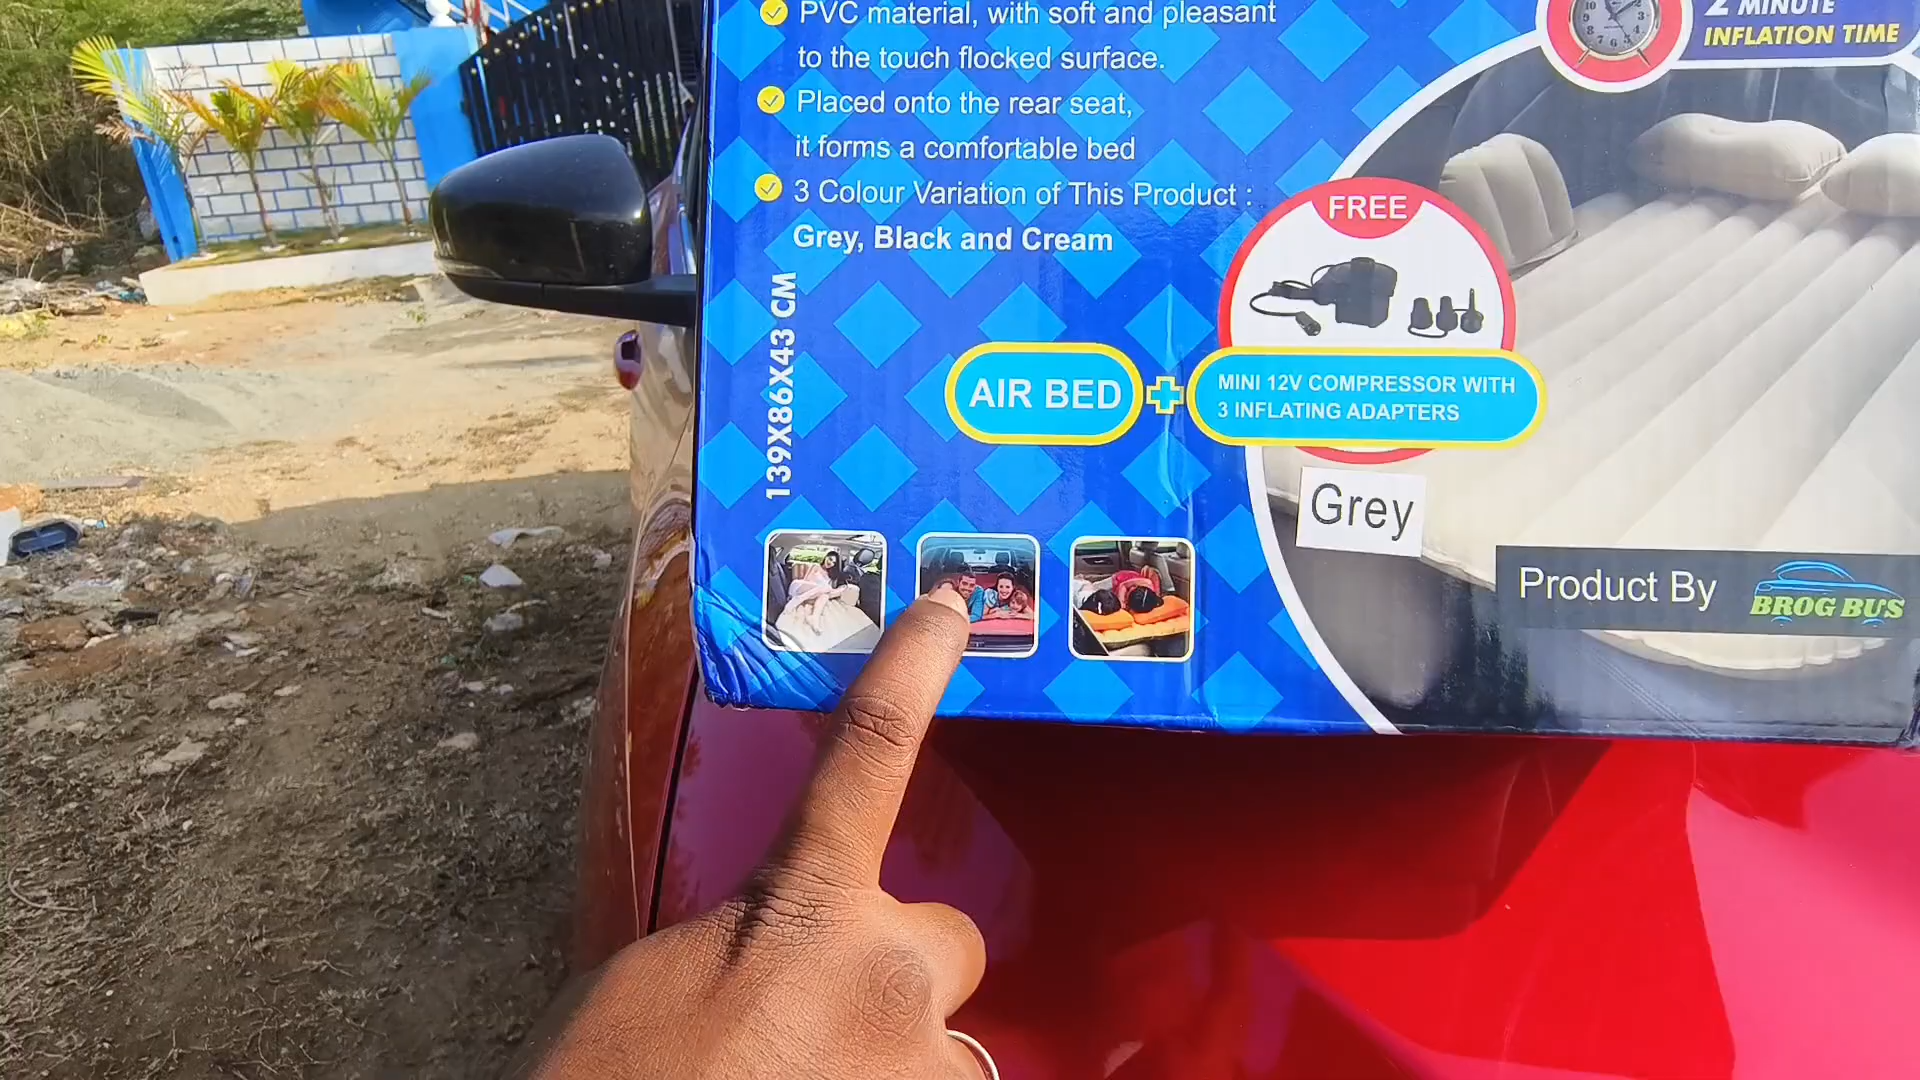 PVC material, with soft and pleasant
to the touch flocked surface.
Placed onto the rear seat,
it forms a comfortable bed
3 Colour Variation of This Product :
Grey, Black and Cream
139X86X43 CM
2 MINUTE
INFLATION TIME
FREE
AIR BED
MINI 12V COMPRESSOR WITH
3 INFLATING ADAPTERS
Grey
Product By
BROG BUS